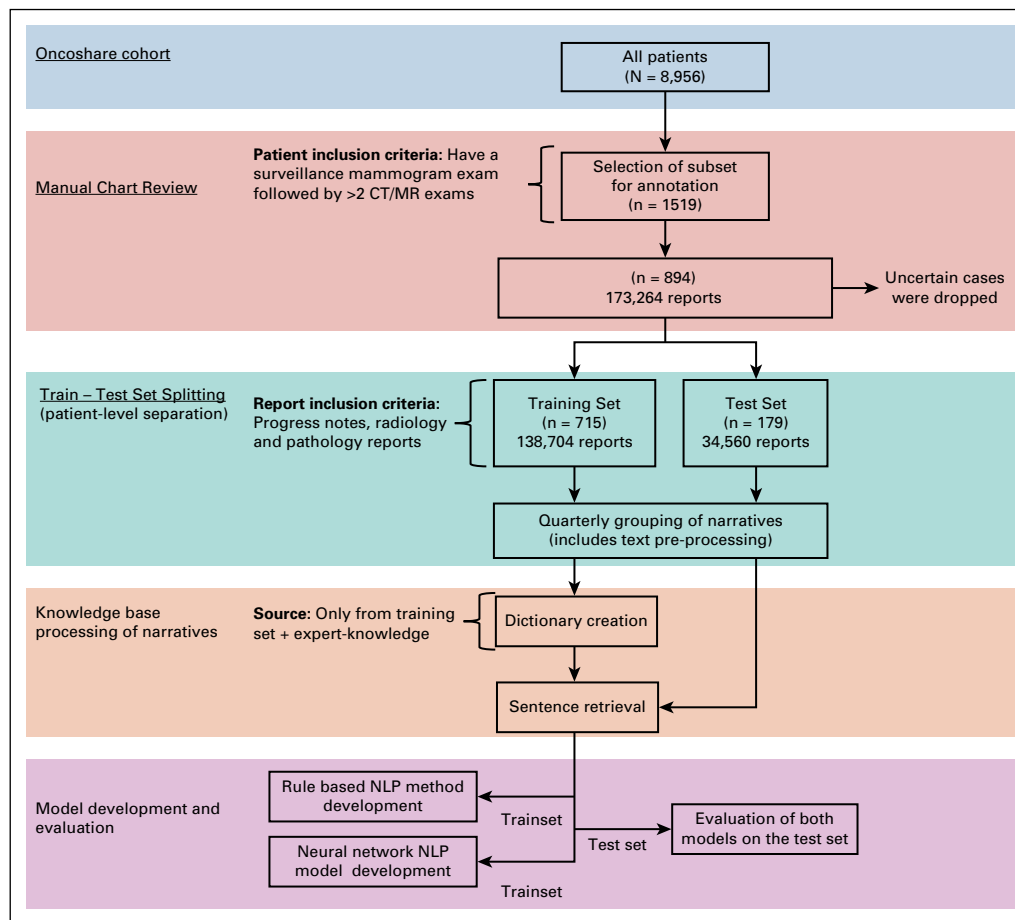 Oncoshare cohort
All patients
(N = 8,956)
Manual Chart Review
Patient inclusion criteria: Have a
surveillance mammogram exam
followed by >2 CT/MR exams
Selection of subset
for annotation
(n = 1519)
(n = 894)
173,264 reports
Uncertain cases
were dropped
Train – Test Set Splitting
(patient-level separation)
Report inclusion criteria:
Progress notes, radiology
and pathology reports
Training Set
(n = 715)
138,704 reports
Test Set
(n = 179)
34,560 reports
Quarterly grouping of narratives
(includes text pre-processing)
Knowledge base
processing of narratives
Source: Only from training
set + expert-knowledge
Dictionary creation
Sentence retrieval
Model development and
evaluation
Rule based NLP method
development
Trainset
Neural network NLP
model development
Trainset
Test set
Evaluation of both
models on the test set